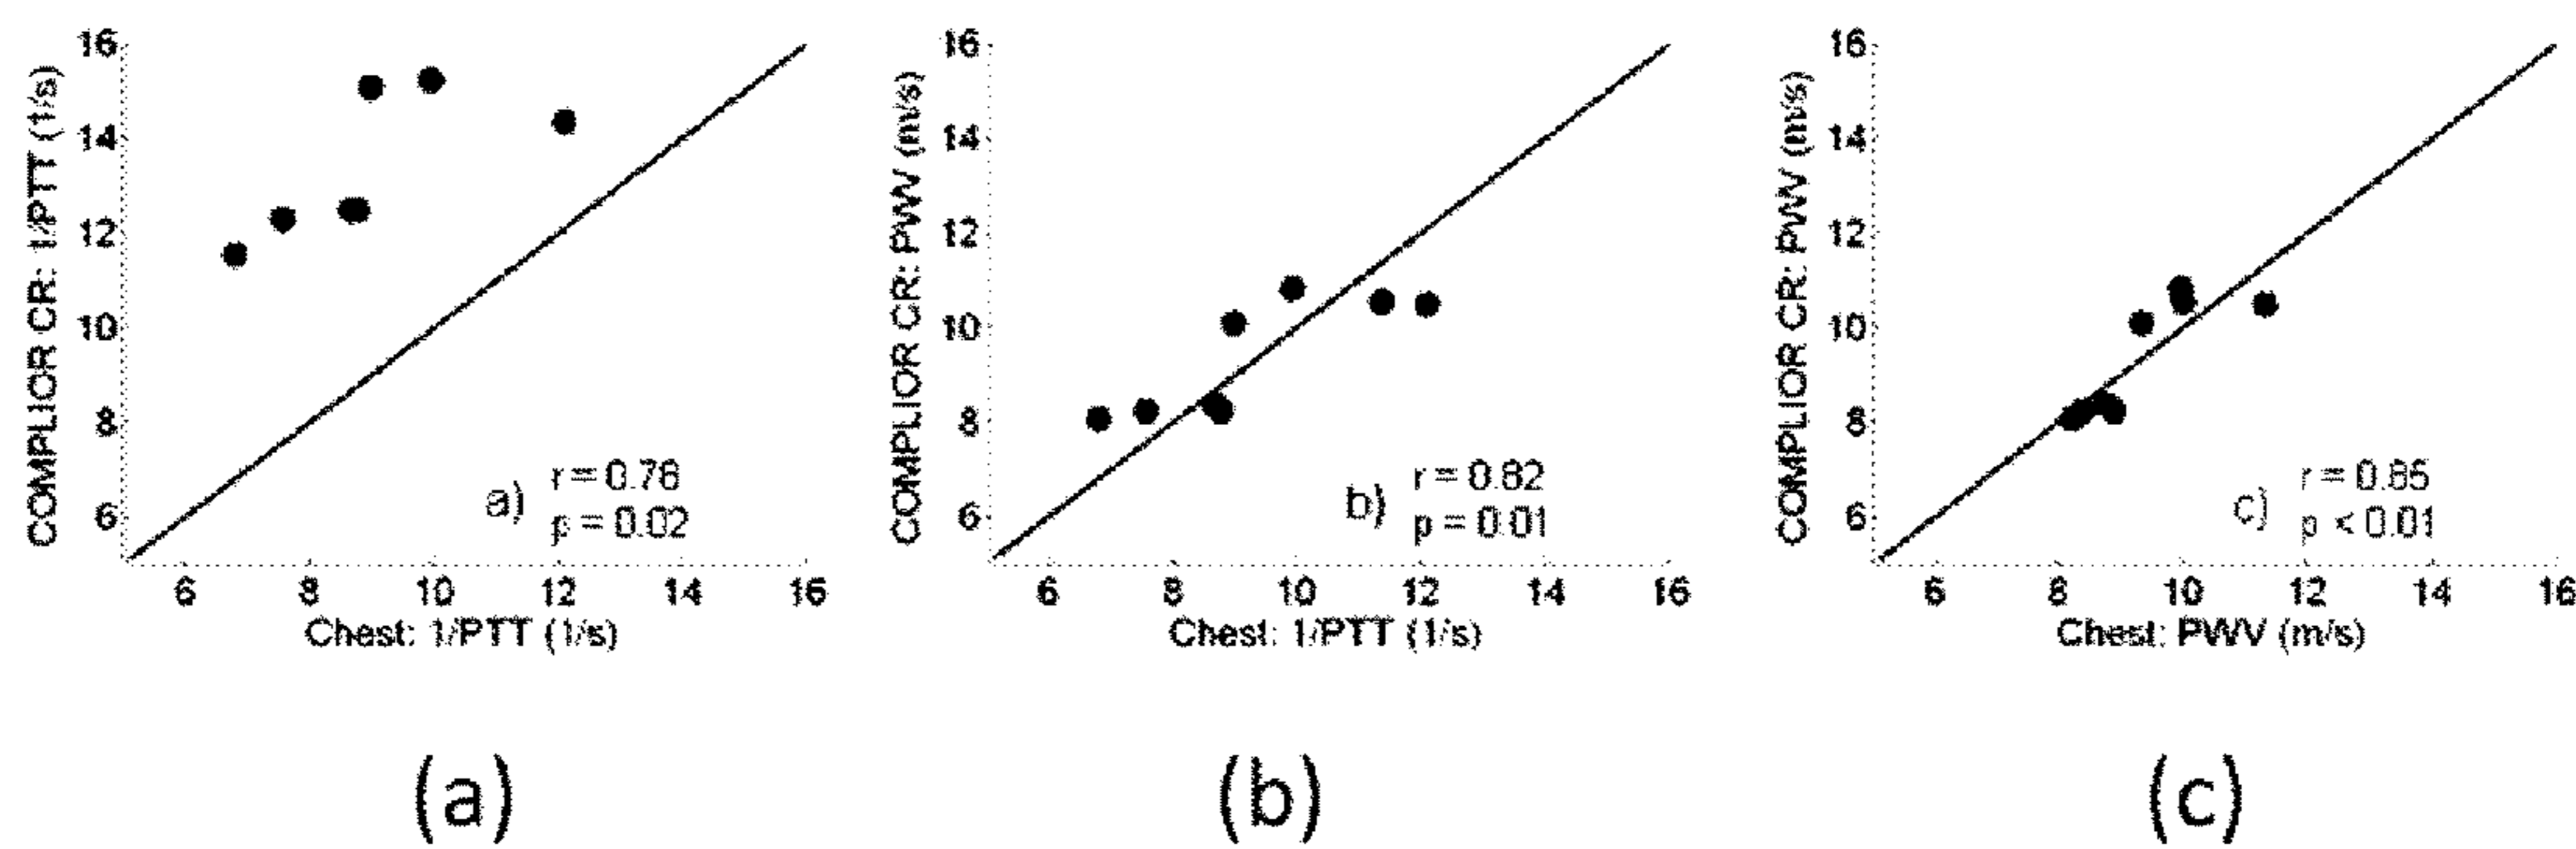 COMPLIOR CR: 1/PTT (1/s)
16
14
12
10
8
6
6 8 10 12 14 16
Chest: 1/PTT (1/s)
a) r = 0.78
p = 0.02
COMPLIOR CR: PWV (m/s)
16
14
12
10
8
6
6 8 10 12 14 16
Chest: 1/PTT (1/s)
b) r = 0.82
p = 0.01
COMPLIOR CR: PWV (m/s)
16
14
12
10
8
6
6 8 10 12 14 16
Chest: PWV (m/s)
c) r = 0.85
p < 0.01
(a) (b) (c)